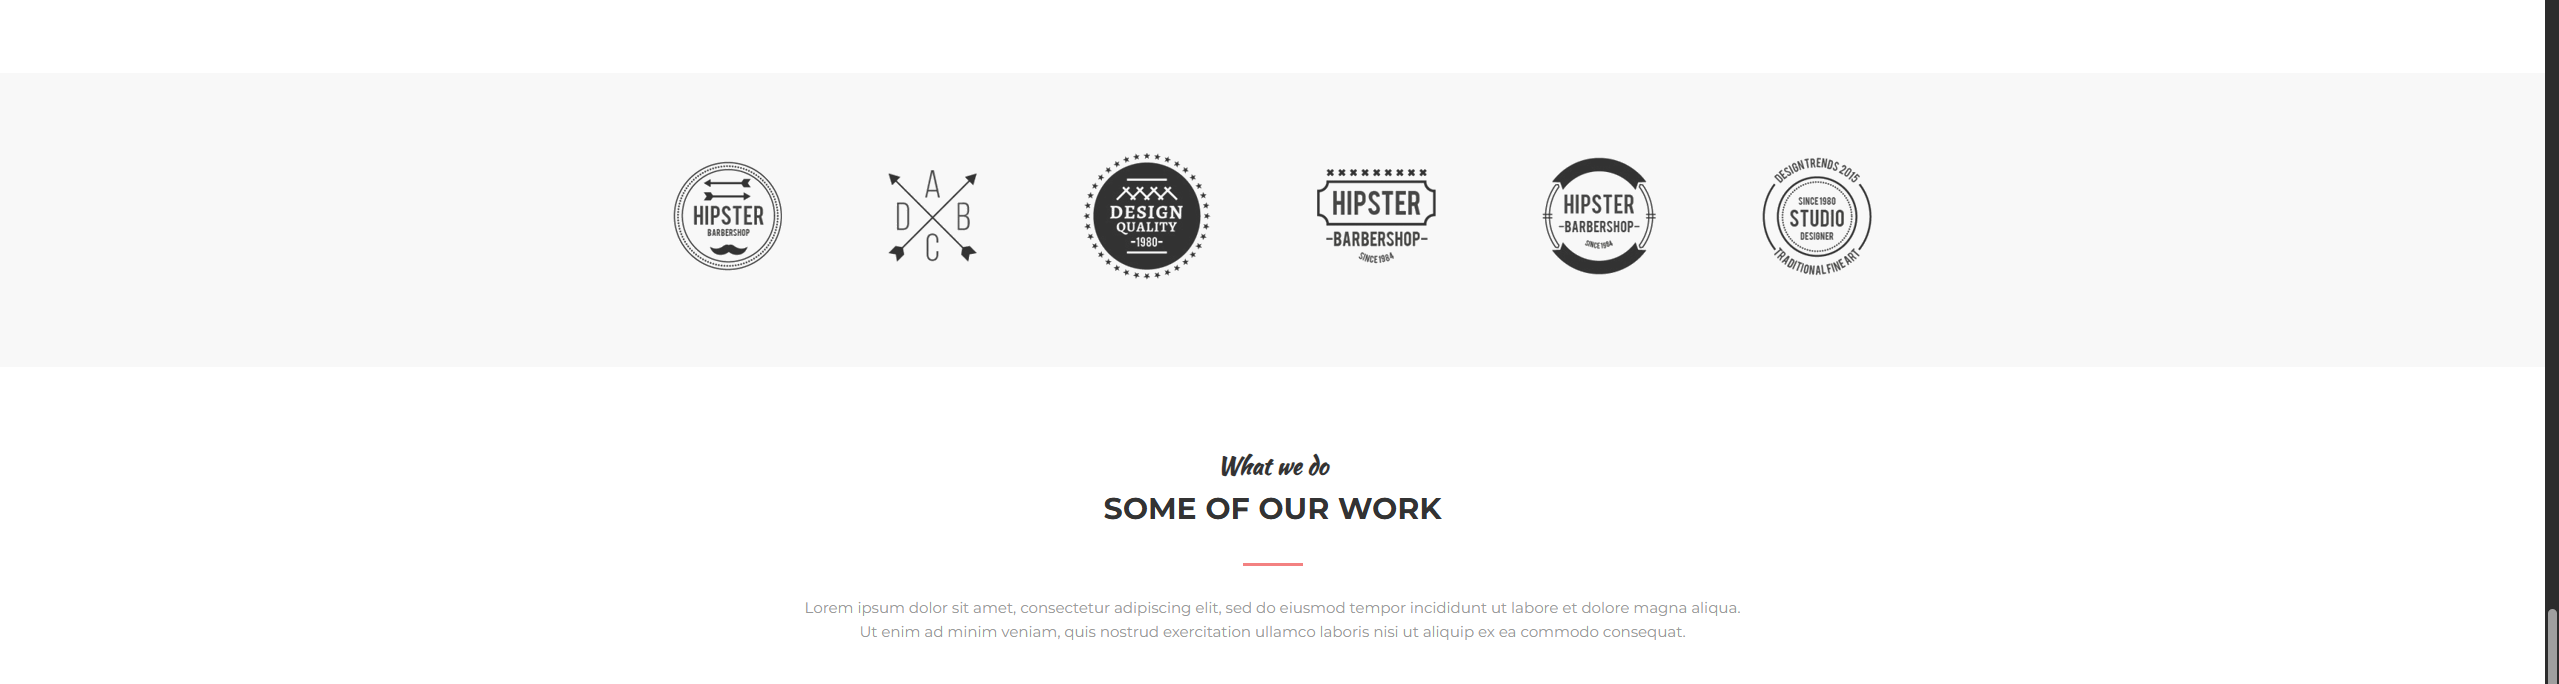 HIPSTER
BARBERSHOP
A
D B
C
DESIGN
QUALITY
-1980-
HIPSTER
-BARBERSHOP-
SINCE 1984
HIPSTER
-BARBERSHOP-
SINCE 1984
DESIGN TRENDS 2015
SINCE 1980
STUDIO
DESIGNER
TRADITIONAL FINE ART
What we do
SOME OF OUR WORK
Lorem ipsum dolor sit amet, consectetur adipiscing elit, sed do eiusmod tempor incididunt ut labore et dolore magna aliqua.
Ut enim ad minim veniam, quis nostrud exercitation ullamco laboris nisi ut aliquip ex ea commodo consequat.